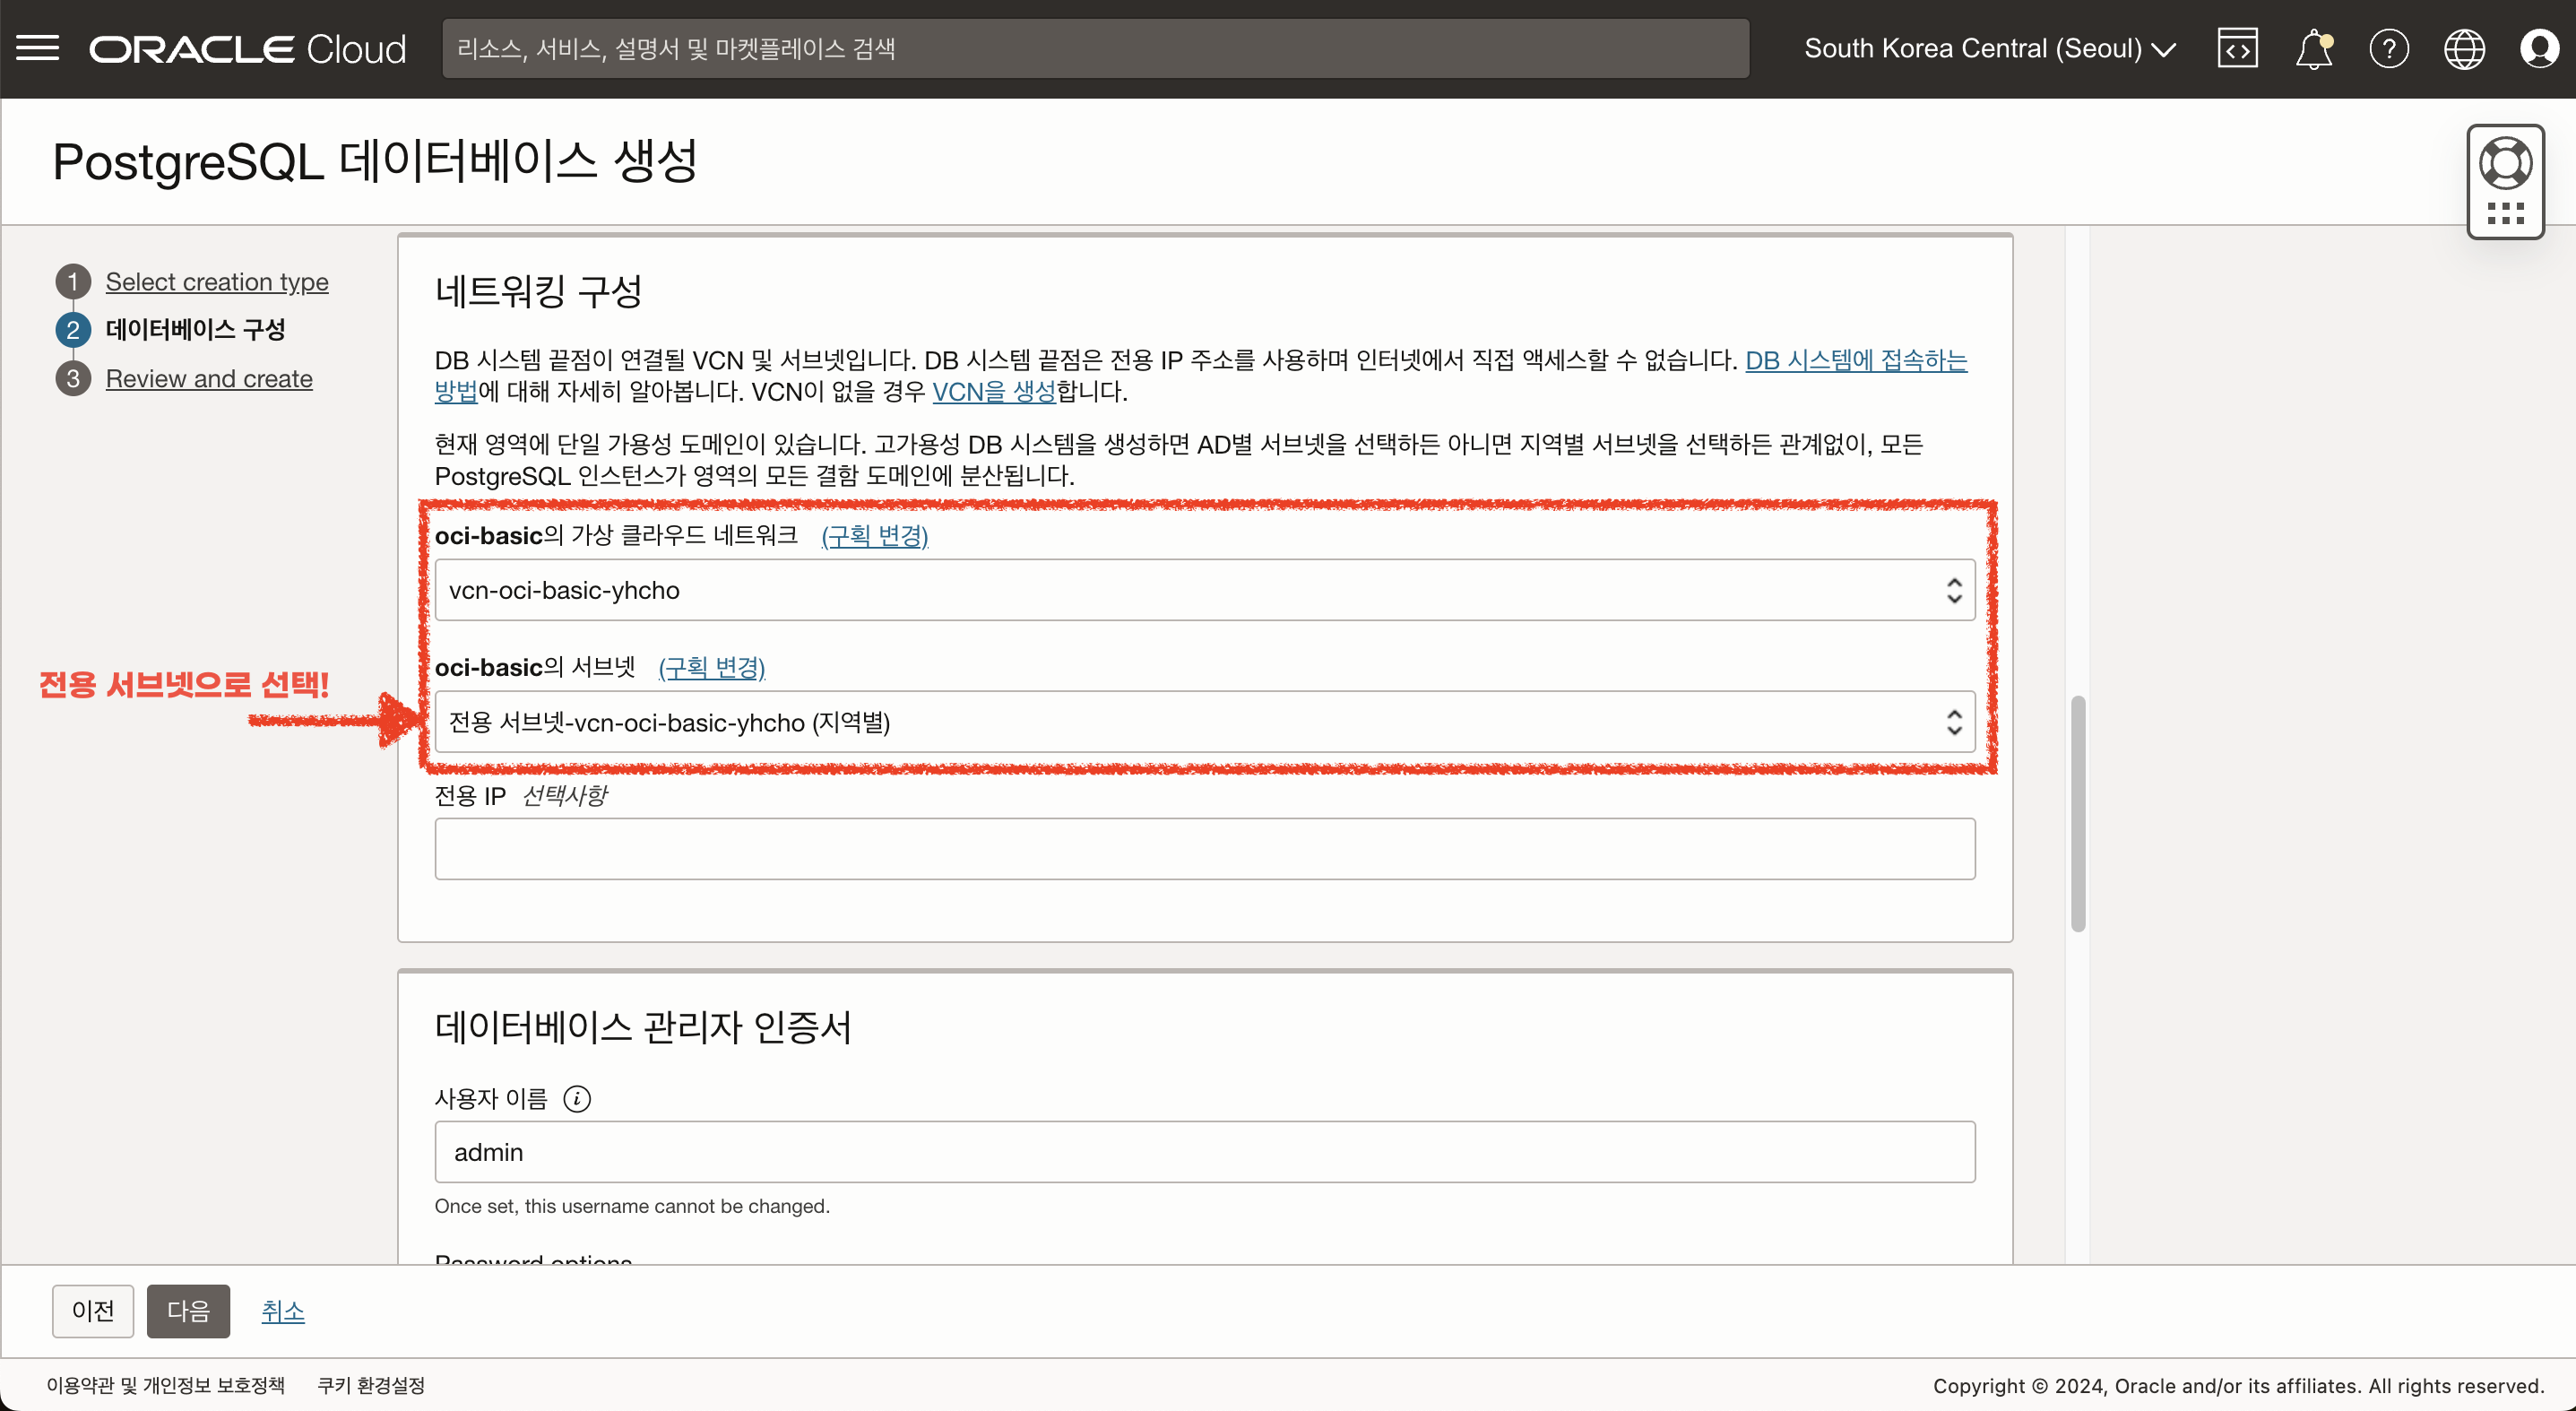 ORACLE Cloud
리소스, 서비스, 설명서 및 마켓플레이스 검색
South Korea Central (Seoul)
PostgreSQL 데이터베이스 생성
1 Select creation type
2 데이터베이스 구성
3 Review and create
네트워킹 구성
DB 시스템 끝점이 연결될 VCN 및 서브넷입니다. DB 시스템 끝점은 전용 IP 주소를 사용하며 인터넷에서 직접 액세스할 수 없습니다. DB 시스템에 접속하는
방법에 대해 자세히 알아봅니다. VCN이 없을 경우 VCN을 생성합니다.
현재 영역에 단일 가용성 도메인이 있습니다. 고가용성 DB 시스템을 생성하면 AD별 서브넷을 선택하든 아니면 지역별 서브넷을 선택하든 관계없이, 모든
PostgreSQL 인스턴스가 영역의 모든 결함 도메인에 분산됩니다.
oci-basic의 가상 클라우드 네트워크 (구획 변경)
vcn-oci-basic-yhcho
oci-basic의 서브넷 (구획 변경)
전용 서브넷으로 선택!
전용 서브넷-vcn-oci-basic-yhcho (지역별)
전용 IP 선택사항
데이터베이스 관리자 인증서
사용자 이름
admin
Once set, this username cannot be changed.
Password options
이전 다음 취소
이용약관 및 개인정보 보호정책 쿠키 환경설정
Copyright © 2024, Oracle and/or its affiliates. All rights reserved.